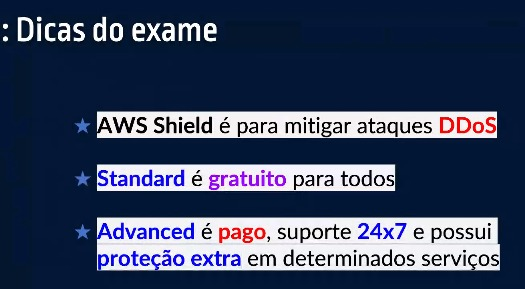 : Dicas do exame
AWS Shield é para mitigar ataques DDoS
Standard é gratuito para todos
Advanced é pago, suporte 24x7 e possui
proteção extra em determinados serviços